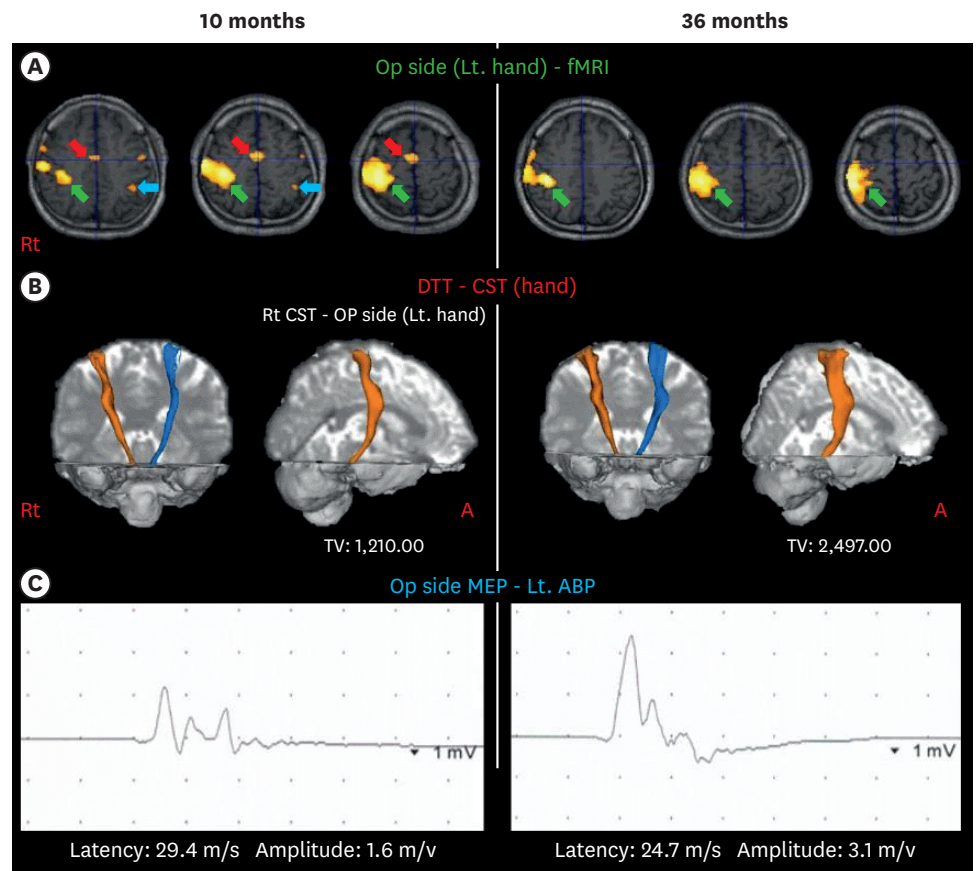 10 months
36 months
A
Op side (Lt. hand) - fMRI
Rt
B
DTT - CST (hand)
Rt CST - OP side (Lt. hand)
Rt
A
A
TV: 1,210.00
TV: 2,497.00
C
Op side MEP - Lt. ABP
1 mV
1 mV
Latency: 29.4 m/s Amplitude: 1.6 m/v
Latency: 24.7 m/s Amplitude: 3.1 m/v